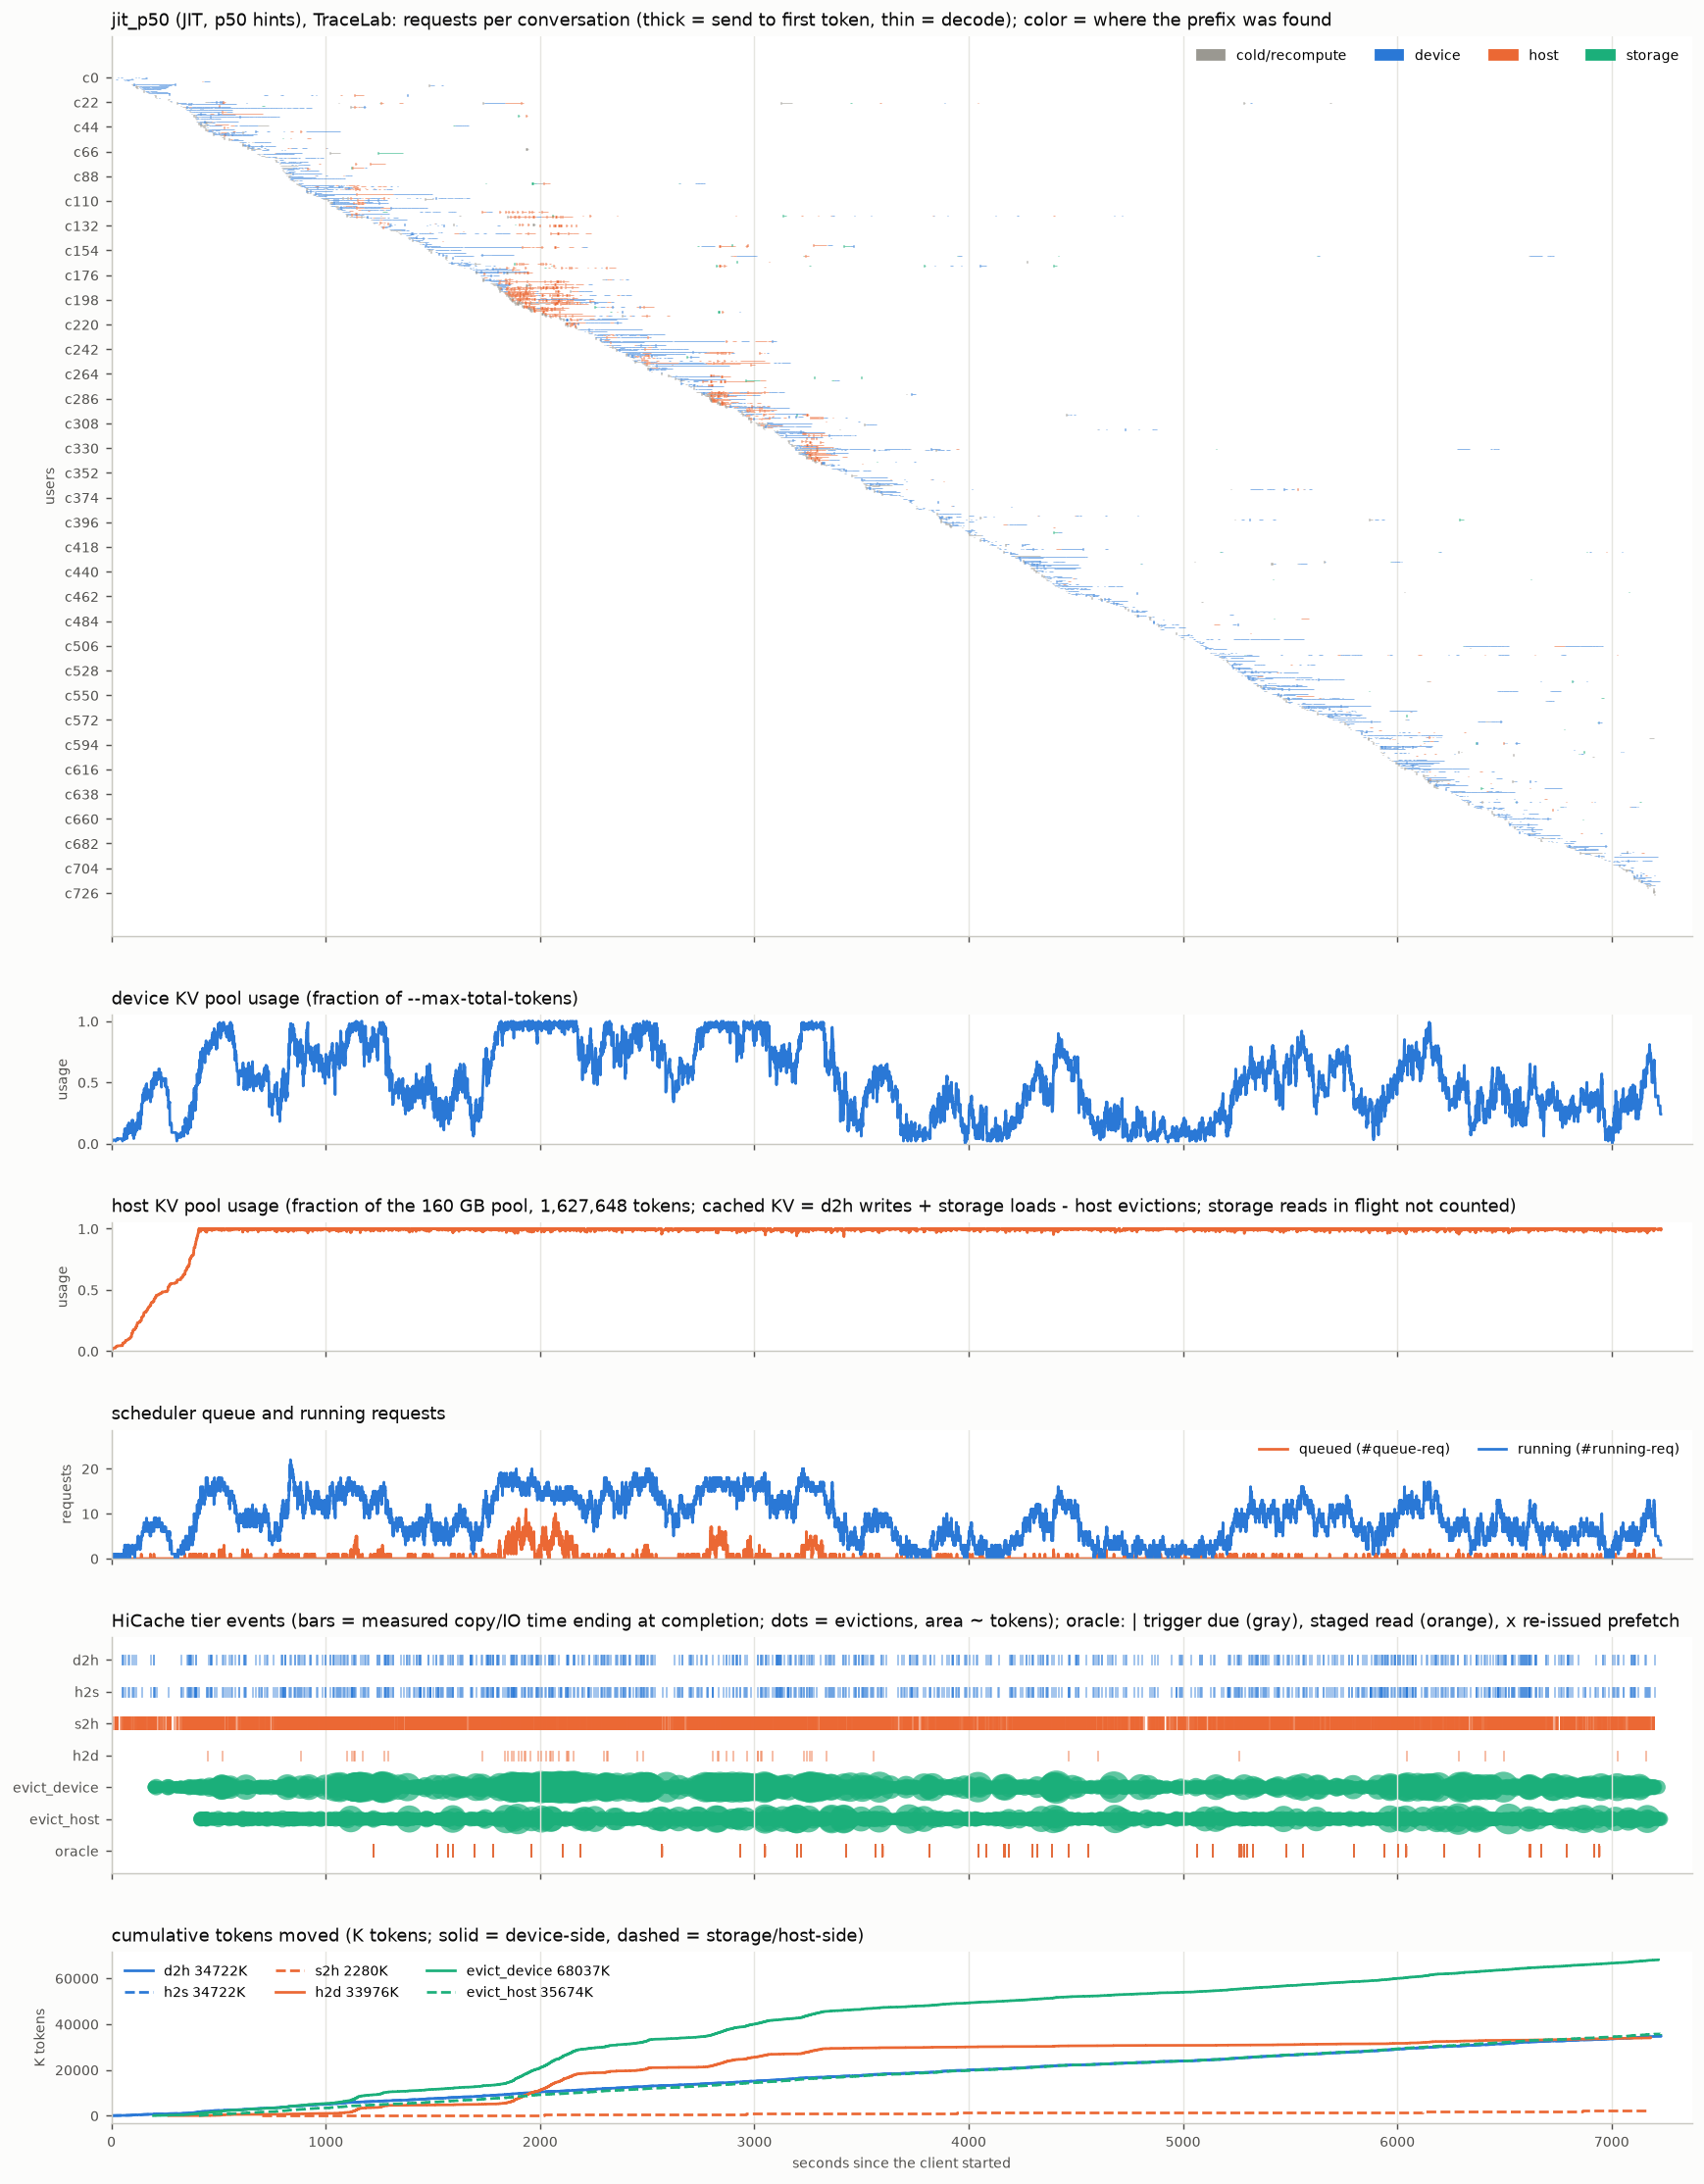 jit_p50 (JIT, p50 hints), TraceLab: requests per conversation (thick = send to first token, thin = decode); color = where the prefix was found
cold/recompute
device
host
storage
c0
c22
c44
c66
c88
c110
c132
c154
c176
c198
c220
c242
c264
c286
c308
c330
c352
c374
c396
c418
c440
c462
c484
c506
c528
c550
c572
c594
c616
c638
c660
c682
c704
c726
users
device KV pool usage (fraction of --max-total-tokens)
1.0
0.5
0.0
usage
host KV pool usage (fraction of the 160 GB pool, 1,627,648 tokens; cached KV = d2h writes + storage loads - host evictions; storage reads in flight not counted)
1.0
0.5
0.0
usage
scheduler queue and running requests
queued (#queue-req)
running (#running-req)
20
10
0
requests
HiCache tier events (bars = measured copy/IO time ending at completion; dots = evictions, area ~ tokens); oracle: | trigger due (gray), staged read (orange), x re-issued prefetch
d2h
h2s
s2h
h2d
evict_device
evict_host
oracle
cumulative tokens moved (K tokens; solid = device-side, dashed = storage/host-side)
d2h 34722K
s2h 2280K
evict_device 68037K
h2s 34722K
h2d 33976K
evict_host 35674K
60000
40000
20000
0
K tokens
0
1000
2000
3000
4000
5000
6000
7000
seconds since the client started